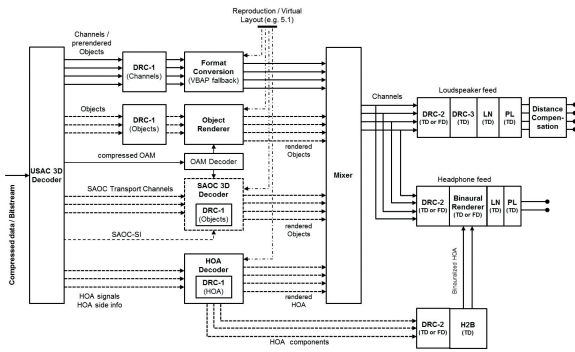 Reproduction / Virtual
Layout (e.g. 5.1)
Channels /
prerendered
Objects
DRC-1
(Channels)
Format
Conversion
(VBAP fallback)
Channels
Loudspeaker feed
DRC-2
(TD or FD)
DRC-3
(TD)
LN
(TD)
PL
(TD)
Distance
Compen-
sation
Objects
DRC-1
(Objects)
Object
Renderer
rendered
Objects
compressed OAM
OAM Decoder
USAC 3D
Decoder
Mixer
SAOC Transport Channels
SAOC 3D
Decoder
DRC-1
(Objects)
SAOC-SI
rendered
Objects
Headphone feed
DRC-2
(TD or FD)
Binaural
Renderer
(TD or FD)
LN
(TD)
PL
(TD)
Compressed data / Bitstream
HOA
Decoder
DRC-1
(HOA)
HOA signals
HOA side info
rendered
HOA
Binauralized HOA
HOA components
DRC-2
(TD or FD)
H2B
(TD)